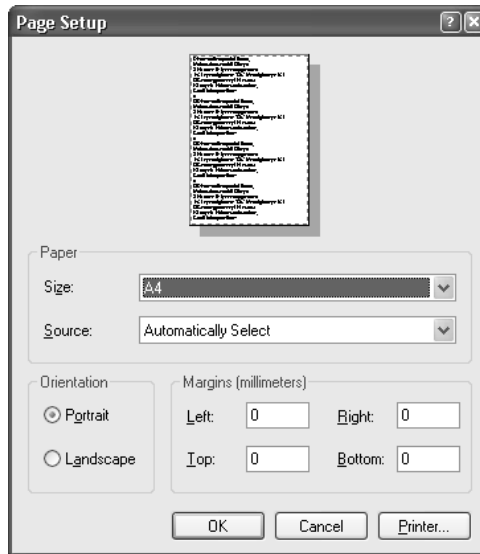 Page Setup
Paper
Size: A4
Source: Automatically Select
Orientation
Margins (millimeters)
Portrait
Left: 0 Right: 0
Landscape
Top: 0 Bottom: 0
OK Cancel Printer...